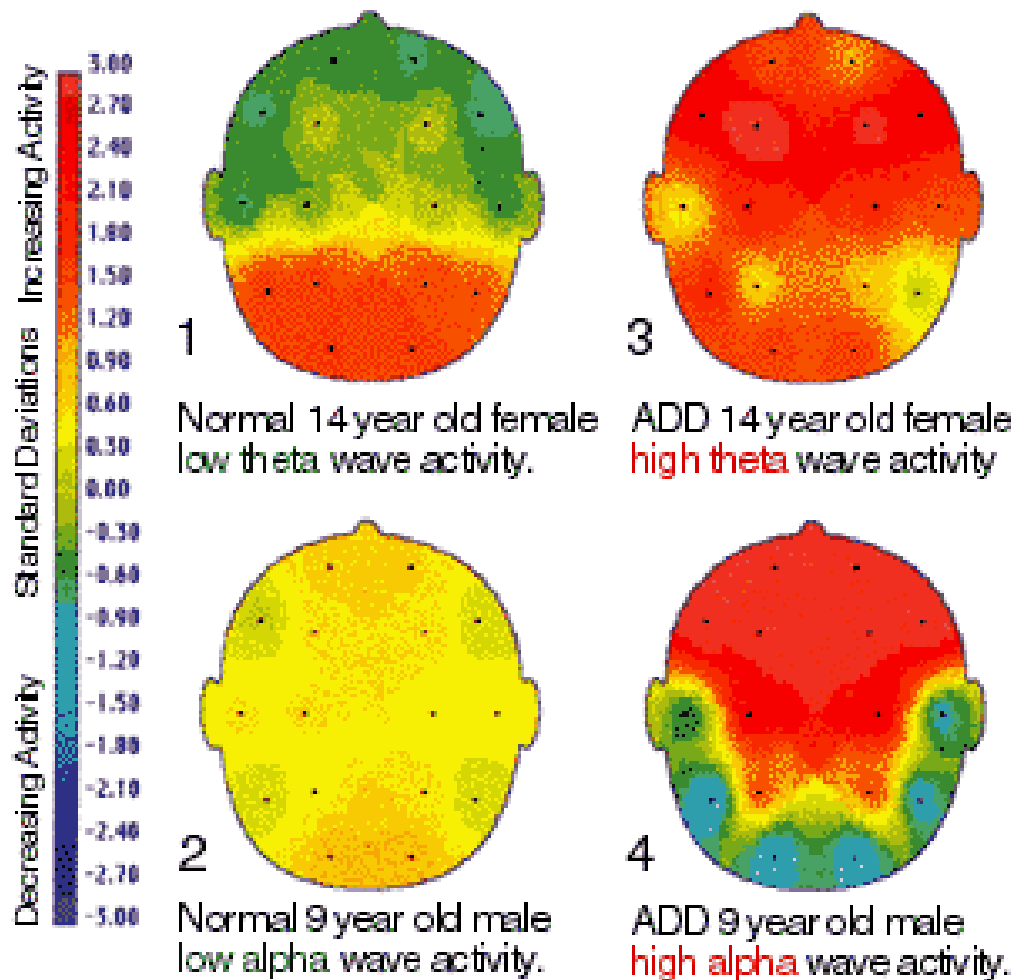 Increasing Activity
Standard Deviations
Decreasing Activity
3.00
2.70
2.40
2.10
1.80
1.50
1.20
0.90
0.60
0.30
0.00
-0.30
-0.60
-0.90
-1.20
-1.50
-1.80
-2.10
-2.40
-2.70
-3.00
1
Normal 14 year old female
low theta wave activity.
3
ADD 14 year old female
high theta wave activity
2
Normal 9 year old male
low alpha wave activity.
4
ADD 9 year old male
high alpha wave activity.